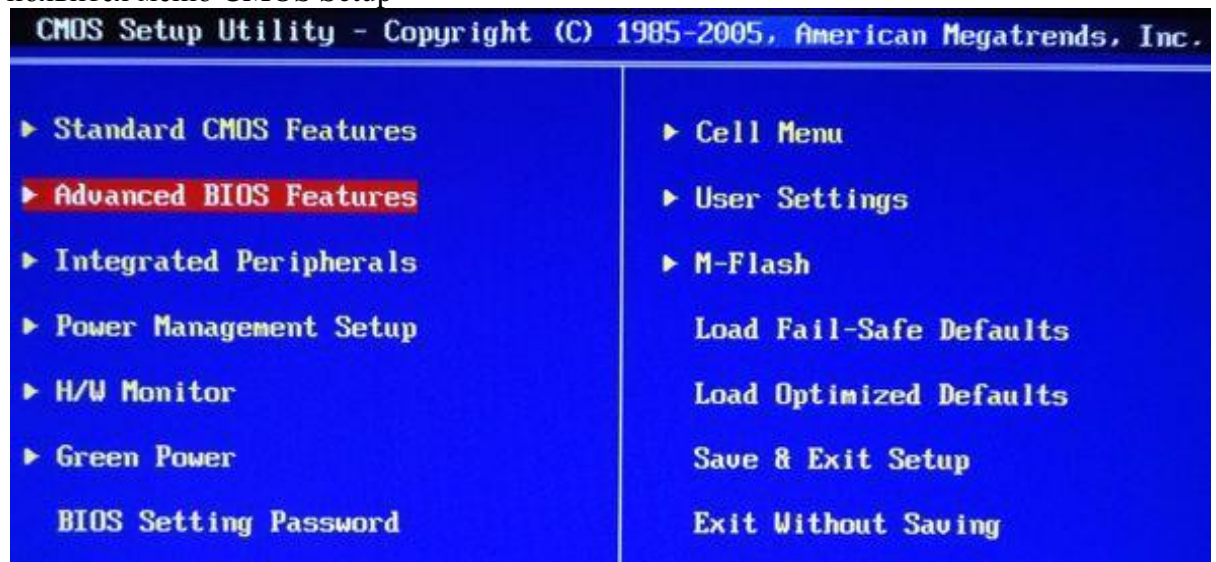 CMOS Setup Utility - Copyright (C) 1985-2005, American Megatrends, Inc.
Standard CMOS Features
Advanced BIOS Features
Integrated Peripherals
Power Management Setup
H/W Monitor
Green Power
BIOS Setting Password
Cell Menu
User Settings
M-Flash
Load Fail-Safe Defaults
Load Optimized Defaults
Save & Exit Setup
Exit Without Saving